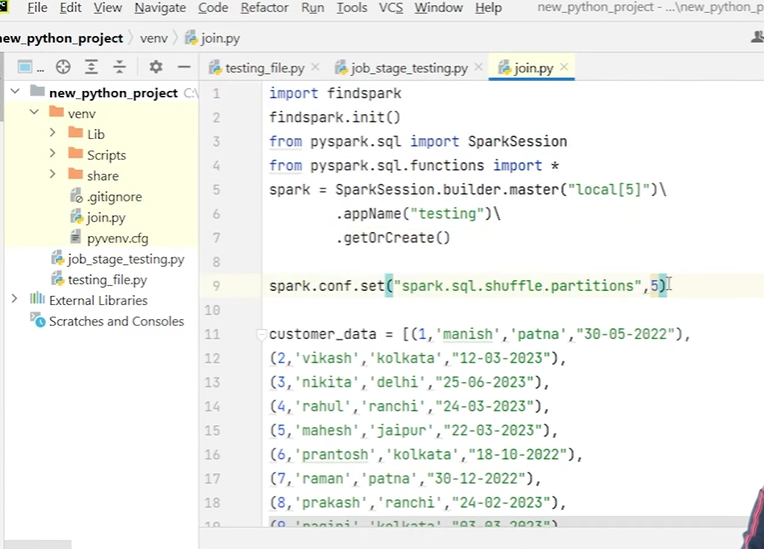 File Edit View Navigate Code Refactor Run Tools VCS Window Help new_python_project - ...\new_python_p
new_python_project venv join.py
... testing_file.py job_stage_testing.py join.py
new_python_project C:\
venv
Lib
Scripts
share
.gitignore
join.py
pyvenv.cfg
job_stage_testing.py
testing_file.py
External Libraries
Scratches and Consoles
1 import findspark
2 findspark.init()
3 from pyspark.sql import SparkSession
4 from pyspark.sql.functions import *
5 spark = SparkSession.builder.master("local[5]")\
6 .appName("testing")\
7 .getOrCreate()
8
9 spark.conf.set("spark.sql.shuffle.partitions",5)
10
11 customer_data = [(1,'manish','patna',"30-05-2022"),
12 (2,'vikash','kolkata',"12-03-2023"),
13 (3,'nikita','delhi',"25-06-2023"),
14 (4,'rahul','ranchi',"24-03-2023"),
15 (5,'mahesh','jaipur',"22-03-2023"),
16 (6,'prantosh','kolkata',"18-10-2022"),
17 (7,'raman','patna',"30-12-2022"),
18 (8,'prakash','ranchi',"24-02-2023"),
19 (9,'ragini','kolkata',"03-03-2023"),